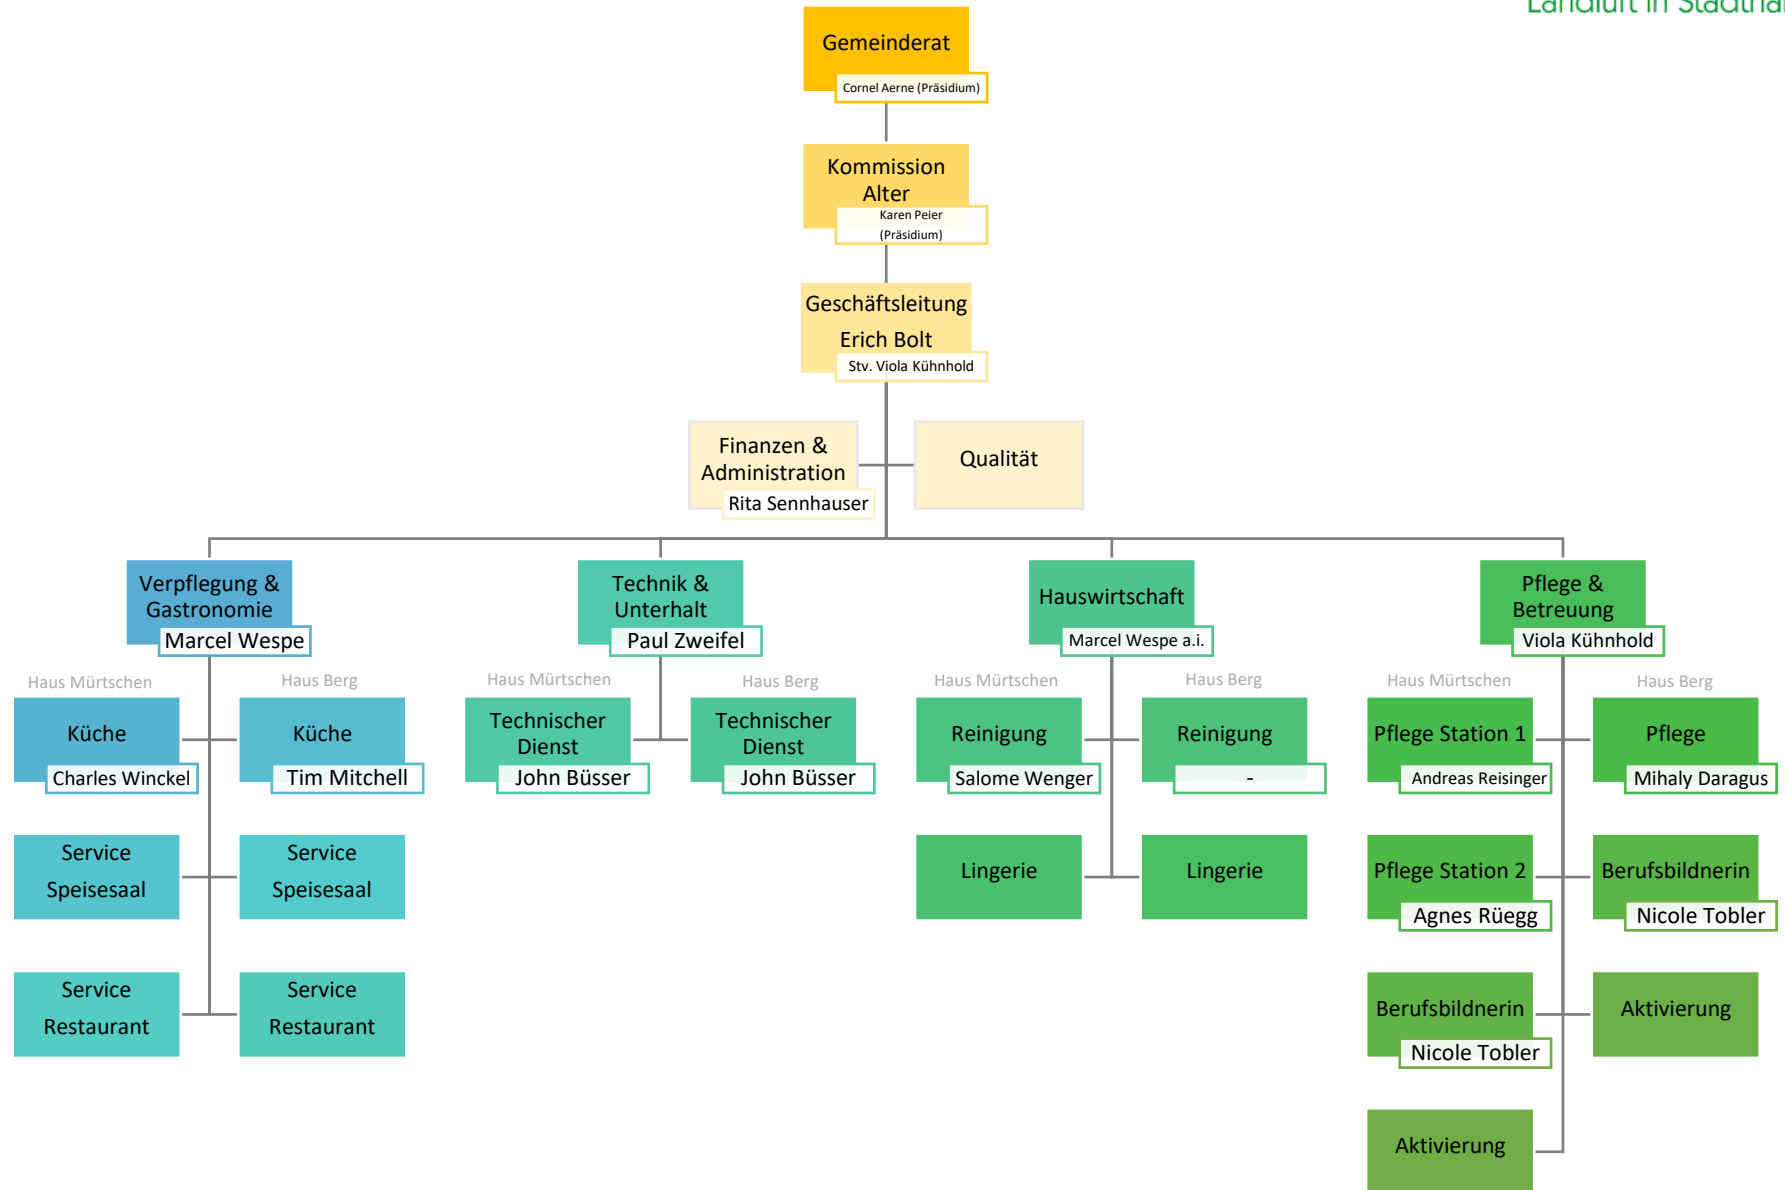 Landluft in Stadtnä
Gemeinderat
Cornel Aerne (Präsidium)
Kommission
Alter
Karen Peier
(Präsidium)
Geschäftsleitung
Erich Bolt
Stv. Viola Kühnhold
Finanzen &
Administration
Rita Sennhauser
Qualität
Verpflegung &
Gastronomie
Marcel Wespe
Technik &
Unterhalt
Paul Zweifel
Hauswirtschaft
Marcel Wespe a.i.
Pflege &
Betreuung
Viola Kühnhold
Haus Mürtschen
Haus Berg
Haus Mürtschen
Haus Berg
Haus Mürtschen
Haus Berg
Haus Mürtschen
Haus Berg
Küche
Charles Winckel
Küche
Tim Mitchell
Technischer
Dienst
John Büsser
Technischer
Dienst
John Büsser
Reinigung
Salome Wenger
Reinigung
-
Pflege Station 1
Andreas Reisinger
Pflege
Mihaly Daragus
Service
Speisesaal
Service
Speisesaal
Lingerie
Lingerie
Pflege Station 2
Agnes Rüegg
Berufsbildnerin
Nicole Tobler
Service
Restaurant
Service
Restaurant
Berufsbildnerin
Nicole Tobler
Aktivierung
Aktivierung